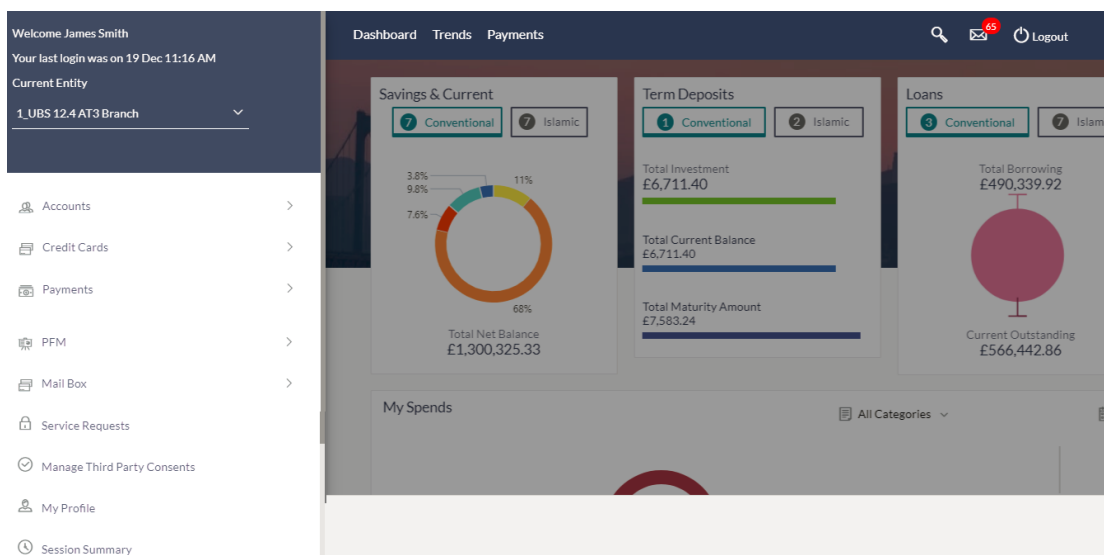 Welcome James Smith
Your last login was on 19 Dec 11:16 AM
Current Entity
1_UBS 12.4 AT3 Branch
Accounts
Credit Cards
Payments
PFM
Mail Box
Service Requests
Manage Third Party Consents
My Profile
Session Summary
Dashboard Trends Payments
65
Logout
Savings & Current
7 Conventional 7 Islamic
3.8%
9.8%
7.6%
11%
68%
Total Net Balance
£1,300,325.33
Term Deposits
1 Conventional 2 Islamic
Total Investment
£6,711.40
Total Current Balance
£6,711.40
Total Maturity Amount
£7,583.24
Loans
3 Conventional 7 Islam
Total Borrowing
£490,339.92
Current Outstanding
£566,442.86
My Spends
All Categories